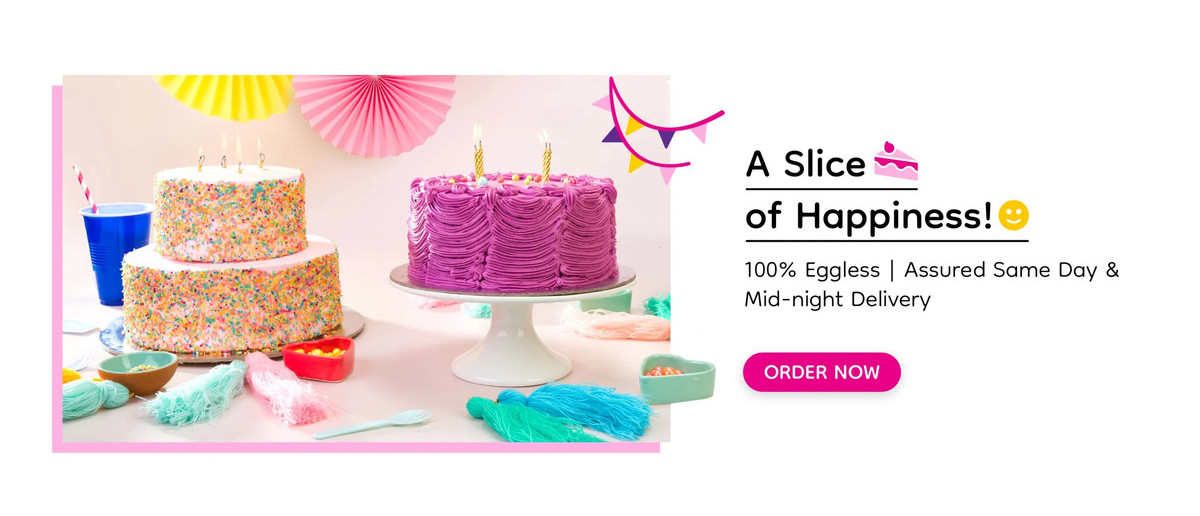 A Slice
of Happiness!
100% Eggless | Assured Same Day &
Mid-night Delivery
ORDER NOW